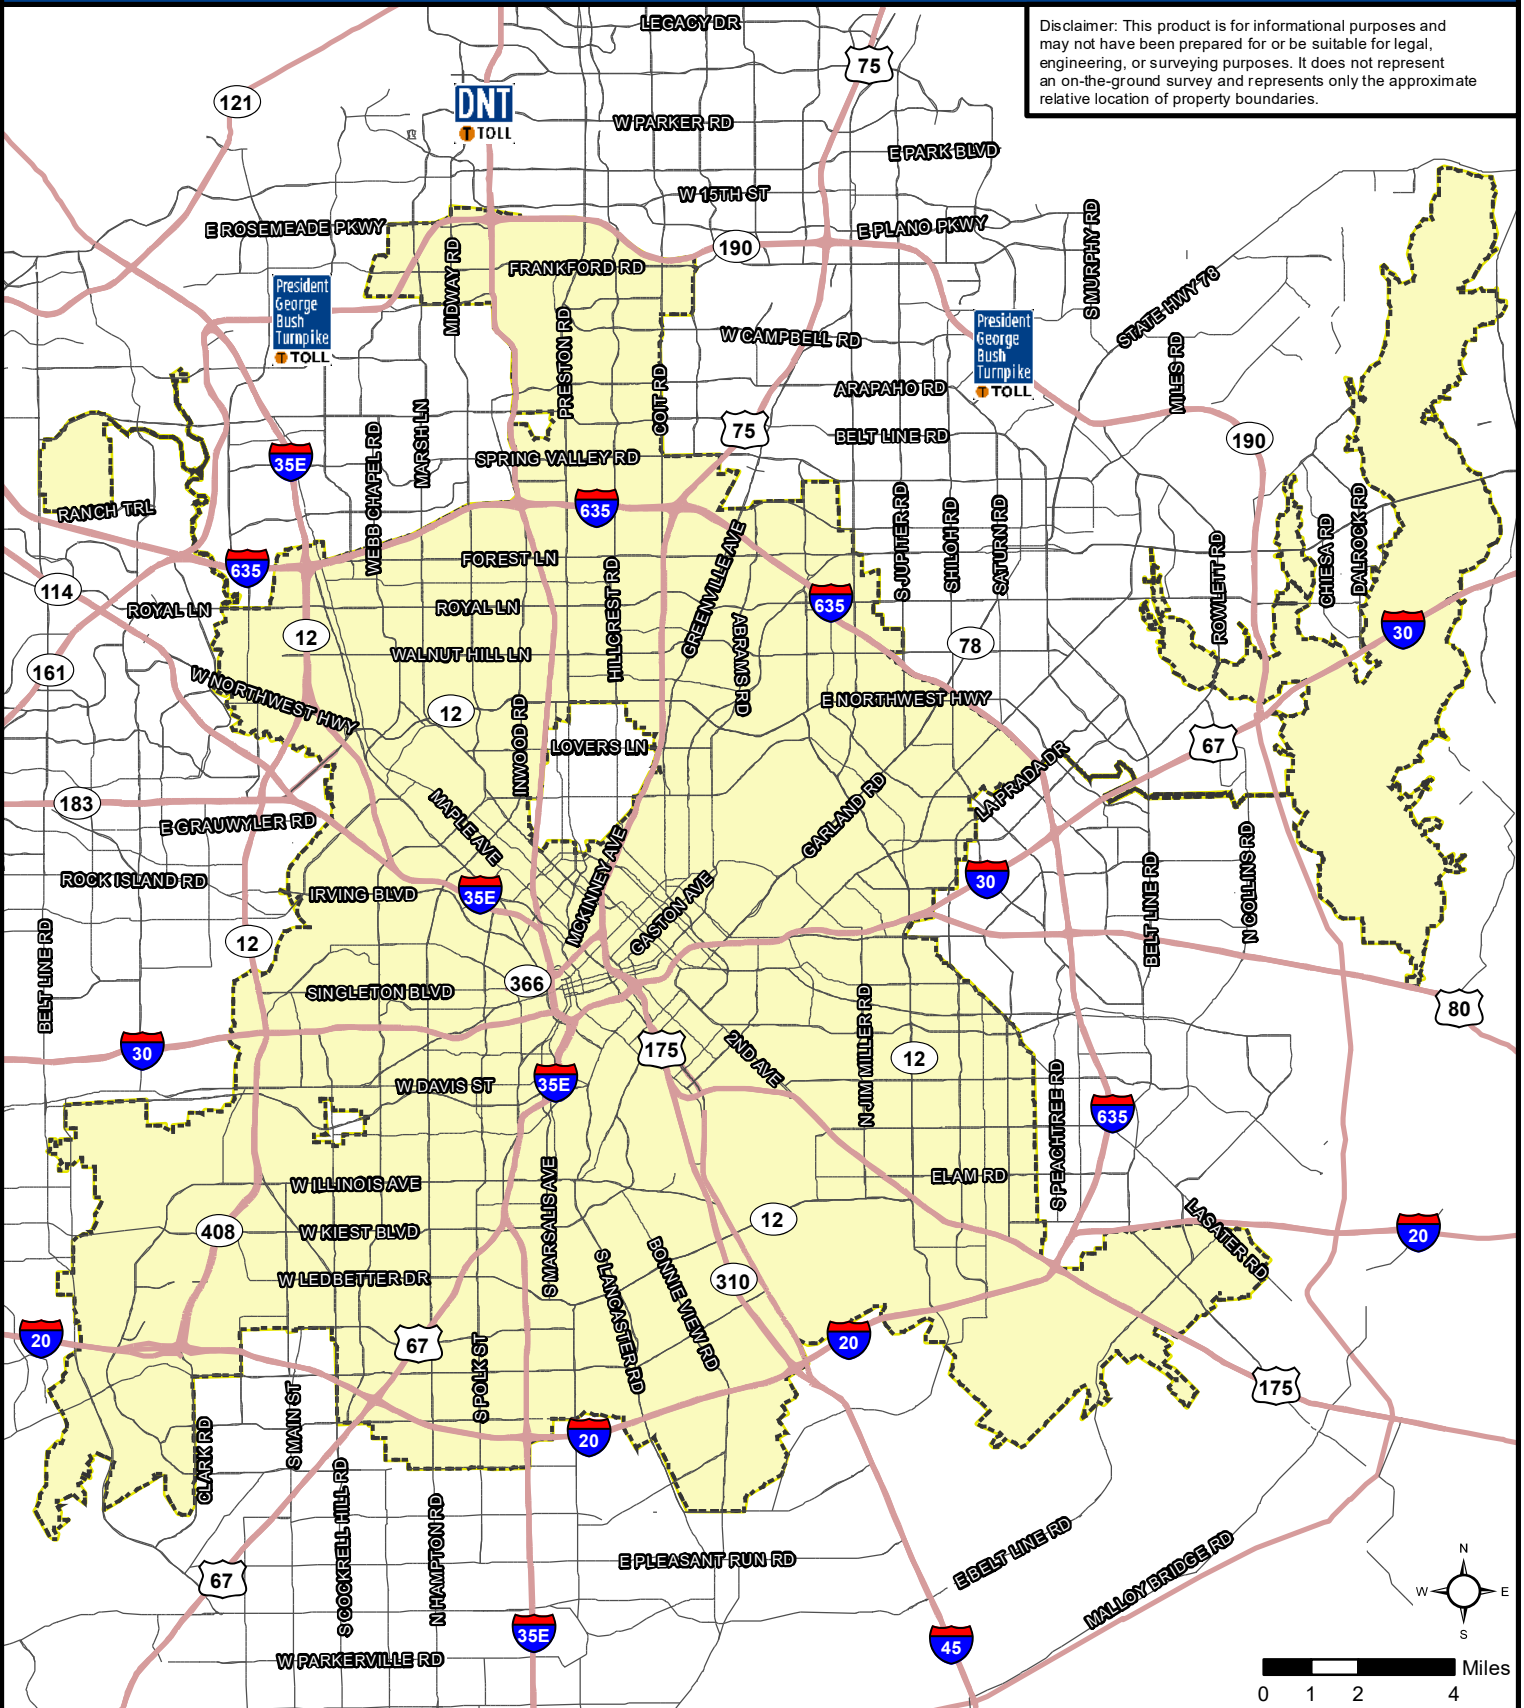 Disclaimer: This product is for informational purposes and
may not have been prepared for or be suitable for legal,
engineering, or surveying purposes. It does not represent
an on-the-ground survey and represents only the approximate
relative location of property boundaries.
LEGACY DR
75
121
DNT
T TOLL
W PARKER RD
E PARK BLVD
W 15TH ST
E ROSEMEADE PKWY
E PLANO PKWY
190
S MURPHY RD
MIDWAY RD
FRANKFORD RD
President
George
Bush
Turnpike
T TOLL
STATE HWY 78
PRESTON RD
W CAMPBELL RD
President
George
Bush
Turnpike
T TOLL
MILES RD
COIT RD
ARAPAHO RD
MARSH LN
75
BELT LINE RD
190
WEBB CHAPEL RD
35E
SPRING VALLEY RD
RANCH TRL
635
S JUPITER RD
SHILOH RD
SATURN RD
CHIESA RD
DALROCK RD
635
FOREST LN
GREENVILLE AVE
ROWLETT RD
114
ROYAL LN
ROYAL LN
HILLCREST RD
635
30
12
78
161
WALNUT HILL LN
ABRAMS RD
W NORTHWEST HWY
12
E NORTHWEST HWY
INWOOD RD
LOVERS LN
67
183
LA PRADA DR
E GRAUWYLER RD
MAPLE AVE
GARLAND RD
ROCK ISLAND RD
IRVING BLVD
35E
MCKINNEY AVE
GASTON AVE
30
BELT LINE RD
N COLLINS RD
BELT LINE RD
12
366
SINGLETON BLVD
80
30
175
2ND AVE
N JIM MILLER RD
12
W DAVIS ST
35E
S PEACHTREE RD
635
W ILLINOIS AVE
S MARSALIS AVE
ELAM RD
408
W KIEST BLVD
12
LASATER RD
20
W LEDBETTER DR
S LANCASTER RD
BONNIE VIEW RD
310
20
67
20
S POLK ST
175
CLARK RD
S MAIN ST
20
S COCKRELL HILL RD
N HAMPTON RD
67
E PLEASANT RUN RD
E BELT LINE RD
MALLOY BRIDGE RD
N
W
E
S
35E
45
W PARKERVILLE RD
Miles
0 1 2 4